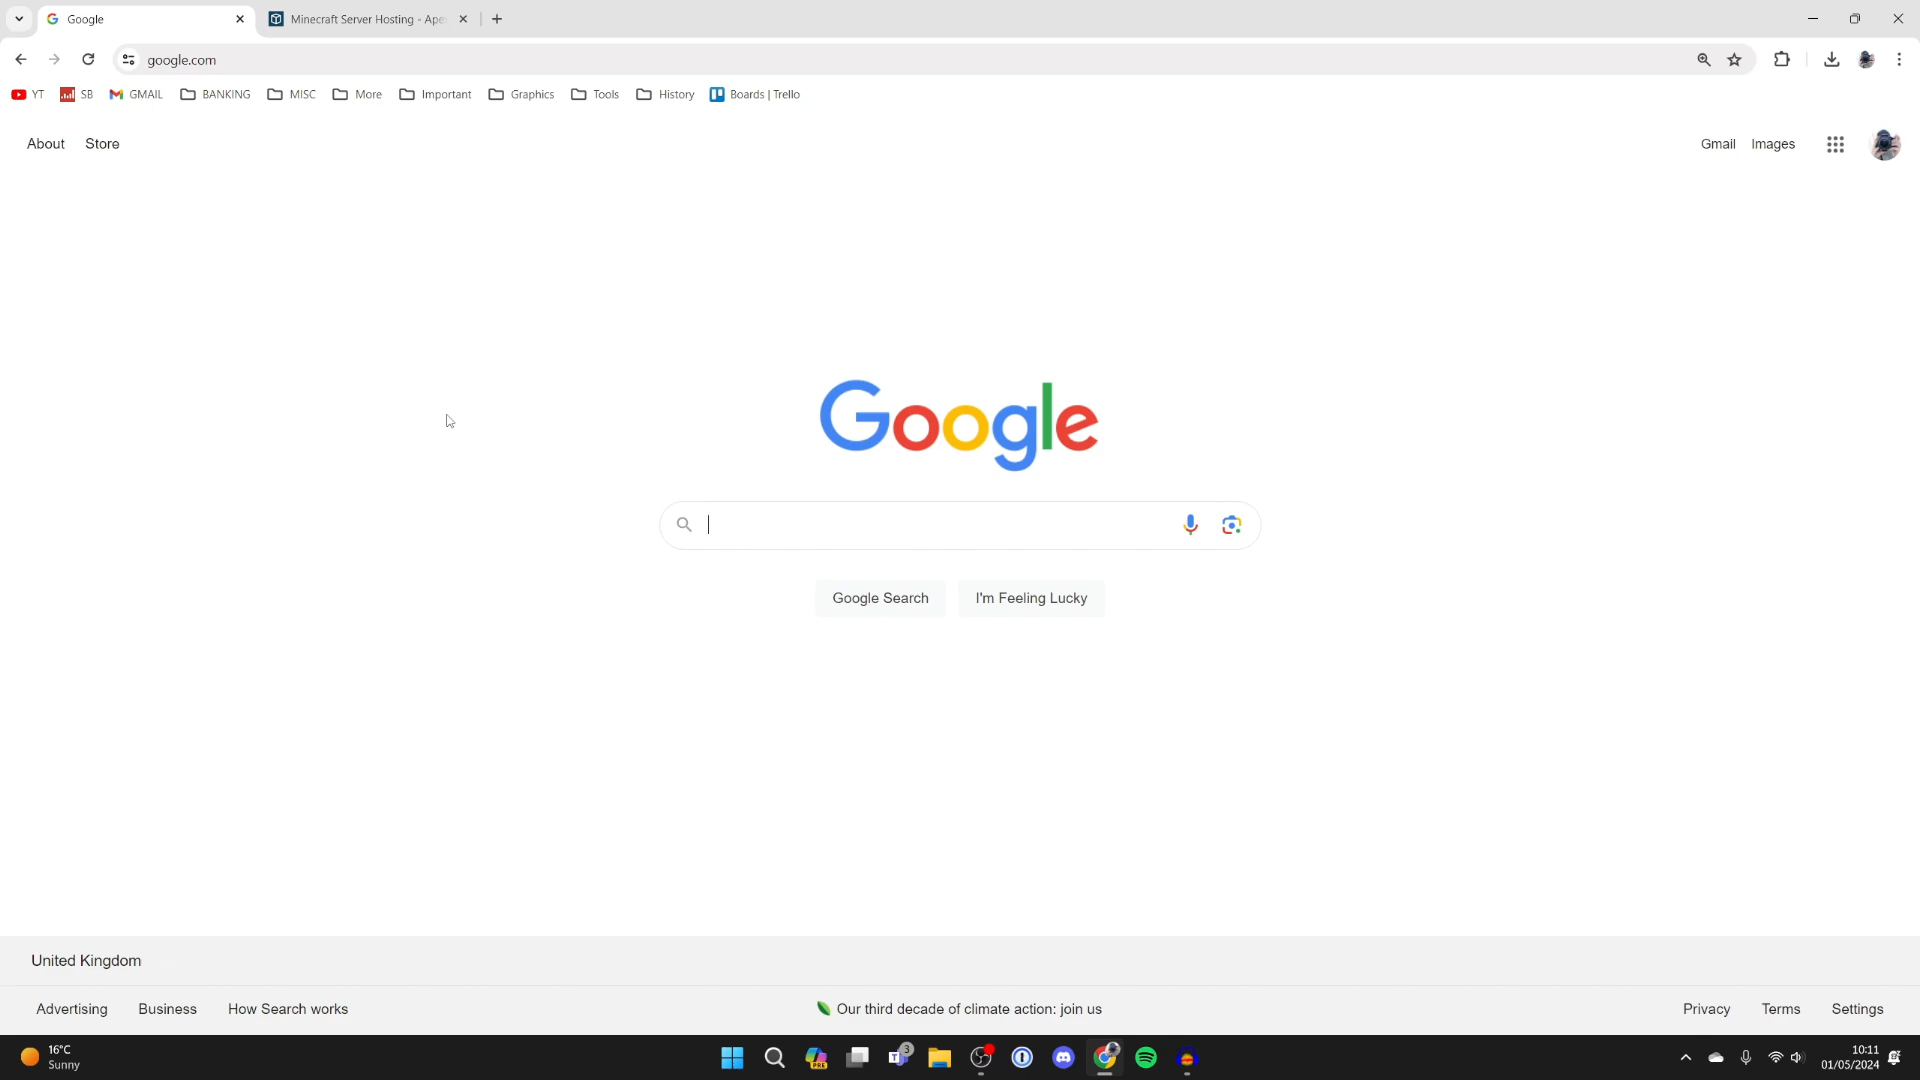 Google
Minecraft Server Hosting - Ape
google.com
YT SB GMAIL BANKING MISC More Important Graphics Tools History Boards | Trello
About Store
Gmail Images
Google
Google Search I'm Feeling Lucky
United Kingdom
Advertising Business How Search works
Our third decade of climate action: join us
Privacy Terms Settings
16°C
Sunny
PRE
3
10:11
01/05/2024